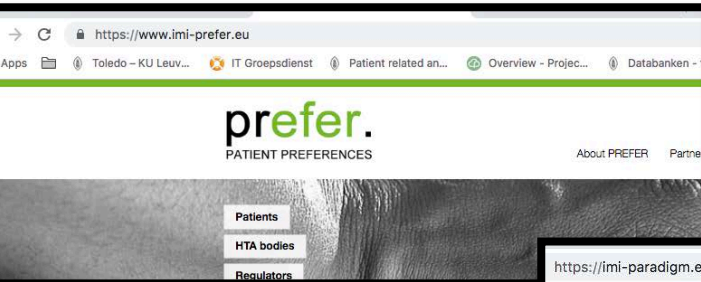 https://www.imi-prefer.eu
Apps Toledo – KU Leuv... IT Groepsdienst Patient related an... Overview - Projec... Databanken -
prefer.
PATIENT PREFERENCES
About PREFER Partne
Patients
HTA bodies
Regulators
https://imi-paradigm.e